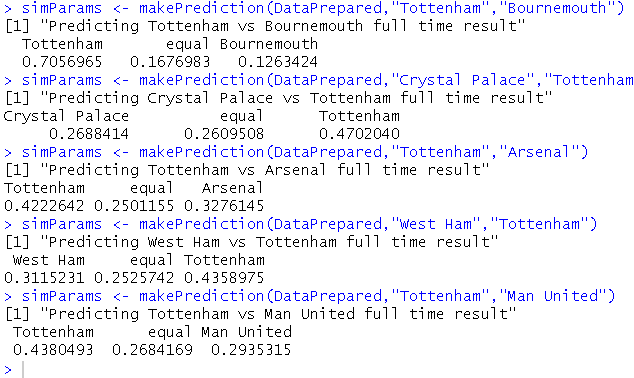 > simParams <- makePrediction(DataPrepared,"Tottenham","Bournemouth")
[1] "Predicting Tottenham vs Bournemouth full time result"
Tottenham equal Bournemouth
0.7056965 0.1676983 0.1263424
> simParams <- makePrediction(DataPrepared,"Crystal Palace","Tottenham
[1] "Predicting Crystal Palace vs Tottenham full time result"
Crystal Palace equal Tottenham
0.2688414 0.2609508 0.4702040
> simParams <- makePrediction(DataPrepared,"Tottenham","Arsenal")
[1] "Predicting Tottenham vs Arsenal full time result"
Tottenham equal Arsenal
0.4222642 0.2501155 0.3276145
> simParams <- makePrediction(DataPrepared,"West Ham","Tottenham")
[1] "Predicting West Ham vs Tottenham full time result"
West Ham equal Tottenham
0.3115231 0.2525742 0.4358975
> simParams <- makePrediction(DataPrepared,"Tottenham","Man United")
[1] "Predicting Tottenham vs Man United full time result"
Tottenham equal Man United
0.4380493 0.2684169 0.2935315
>